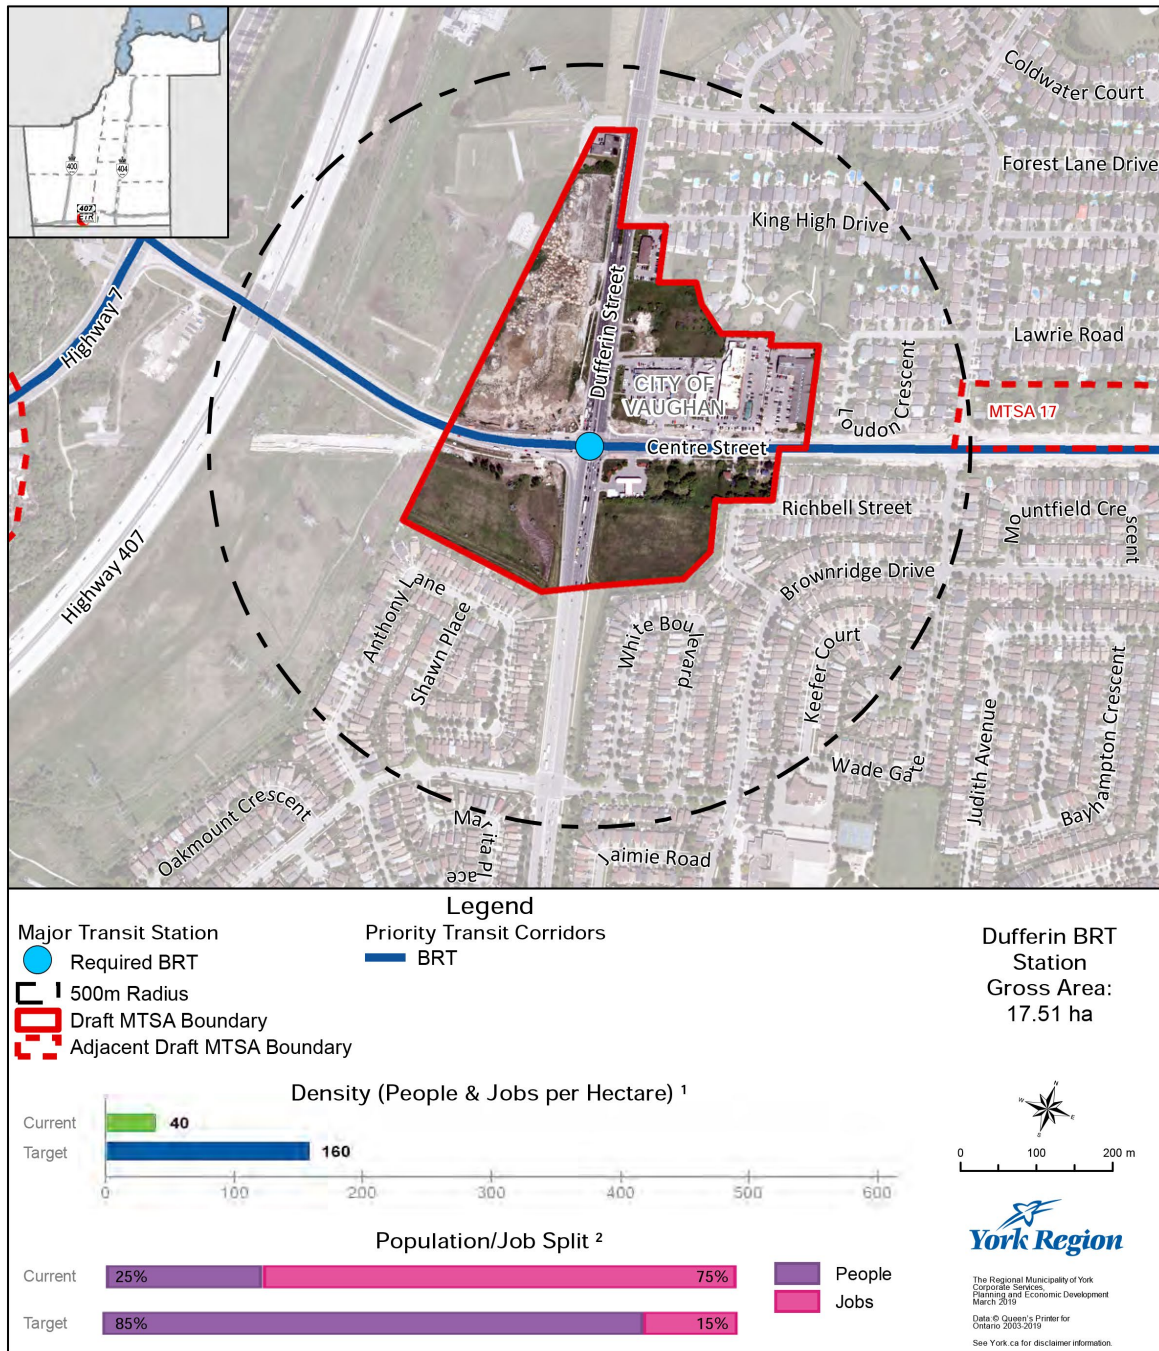 400
404
407
ETR
Coldwater Court
Forest Lane Drive
King High Drive
Highway 7
Dufferin Street
Lawrie Road
CITY OF
VAUGHAN
Loudon Crescent
MTSA 17
Centre Street
Richbell Street
Mountfield Crescent
Highway 407
Brownridge Drive
Anthony Lane
Shawn Place
White Boulevard
Keefer Court
Judith Avenue
Bayhampton Crescent
Wade Gate
Oakmount Crescent
Marita Place
Jaimie Road
Legend
Major Transit Station
Required BRT
500m Radius
Draft MTSA Boundary
Adjacent Draft MTSA Boundary
Priority Transit Corridors
BRT
Dufferin BRT
Station
Gross Area:
17.51 ha
Density (People & Jobs per Hectare) ¹
Current 40
Target 160
0 100 200 300 400 500 600
Population/Job Split ²
Current 25% 75%
Target 85% 15%
People
Jobs
N
W E
S
0 100 200 m
York Region
The Regional Municipality of York
Corporate Services,
Planning and Economic Development
March 2019
Data:© Queen's Printer for
Ontario 2003-2019
See York.ca for disclaimer information.